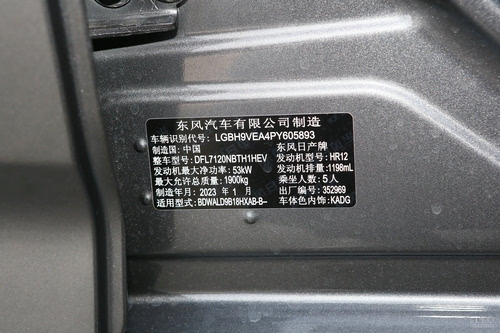 东风汽车有限公司制造
车辆识别代号: LGBH9VEA4PY605893
制造国: 中国 东风日产牌
整车型号: DFL7120NBTH1HEV 发动机型号: HR12
发动机最大净功率: 53kW 发动机排量: 1198mL
最大允许总质量: 1900kg 乘坐人数: 5人
制造年月: 2023 年 1 月 出厂编号: 352969
适用型式: BDWALD9B18HXAB-B- 车体色内饰: KADG